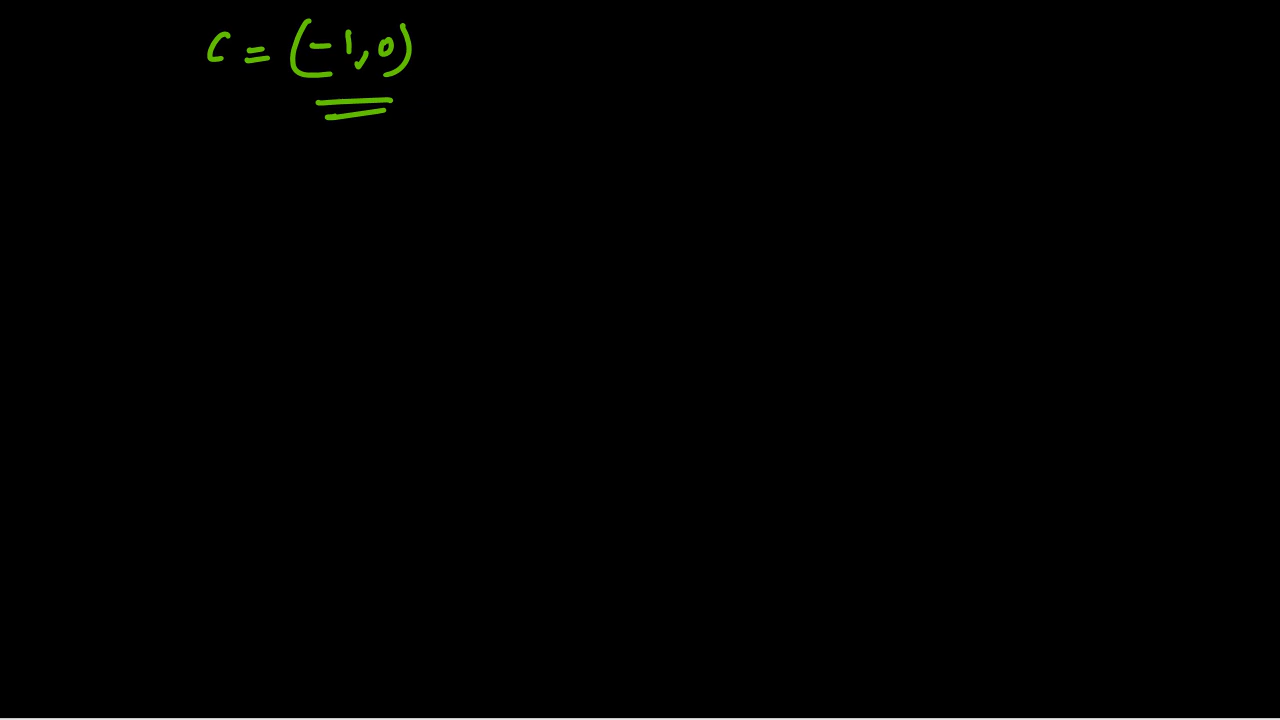 C = (-1, 0)